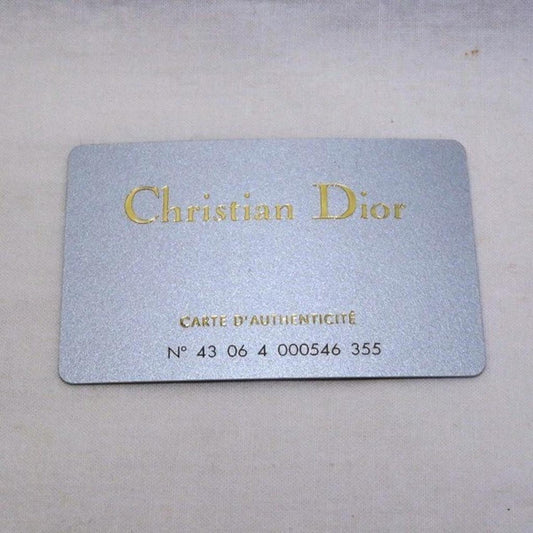 Christian Dior
CARTE D'AUTHENTICITÉ
N° 43 06 4 000546 355